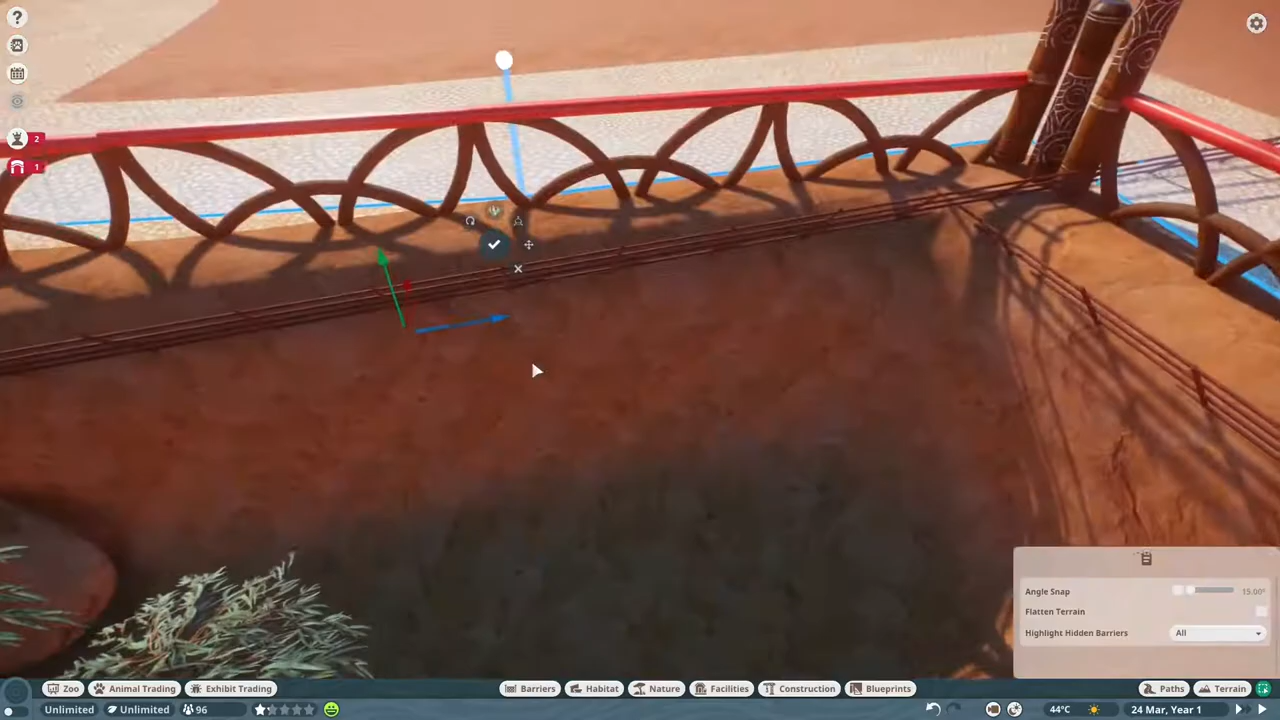 ?
2
1
Angle Snap 15.00°
Flatten Terrain
Highlight Hidden Barriers All
Zoo Animal Trading Exhibit Trading Barriers Habitat Nature Facilities Construction Blueprints Paths Terrain
Unlimited Unlimited 96 44°C 24 Mar, Year 1